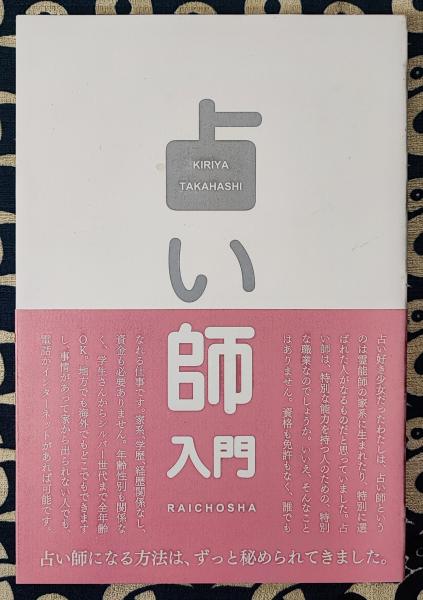 占い師
KIRIYA
TAKAHASHI
入門
RAICHOSHA
占い好き少女だったわたしは、占い師という
のは霊能師の家系に生まれたり、特別に選
ばれた人がなるものだと思っていました。占
い師は、特別な能力を持つ人のための、特別
な職業なのでしょうか。いいえ、そんなこと
はありません。資格も免許もなく、誰でも
なれる仕事です。家系、学歴、経歴関係なし、
資金も必要ありません。年齢性別も関係な
く、学生さんからシルバー世代まで全年齢
OK。地方でも海外でもどこでもできます
し、事情があって家から出られない人でも、
電話かインターネットがあれば可能です。
占い師になる方法は、ずっと秘められてきました。